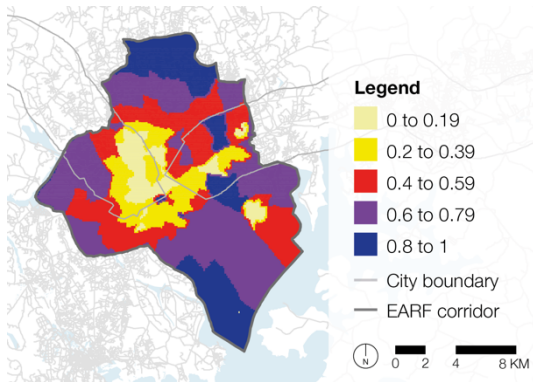 Legend
0 to 0.19
0.2 to 0.39
0.4 to 0.59
0.6 to 0.79
0.8 to 1
City boundary
EARF corridor
N
0 2 4 8 KM